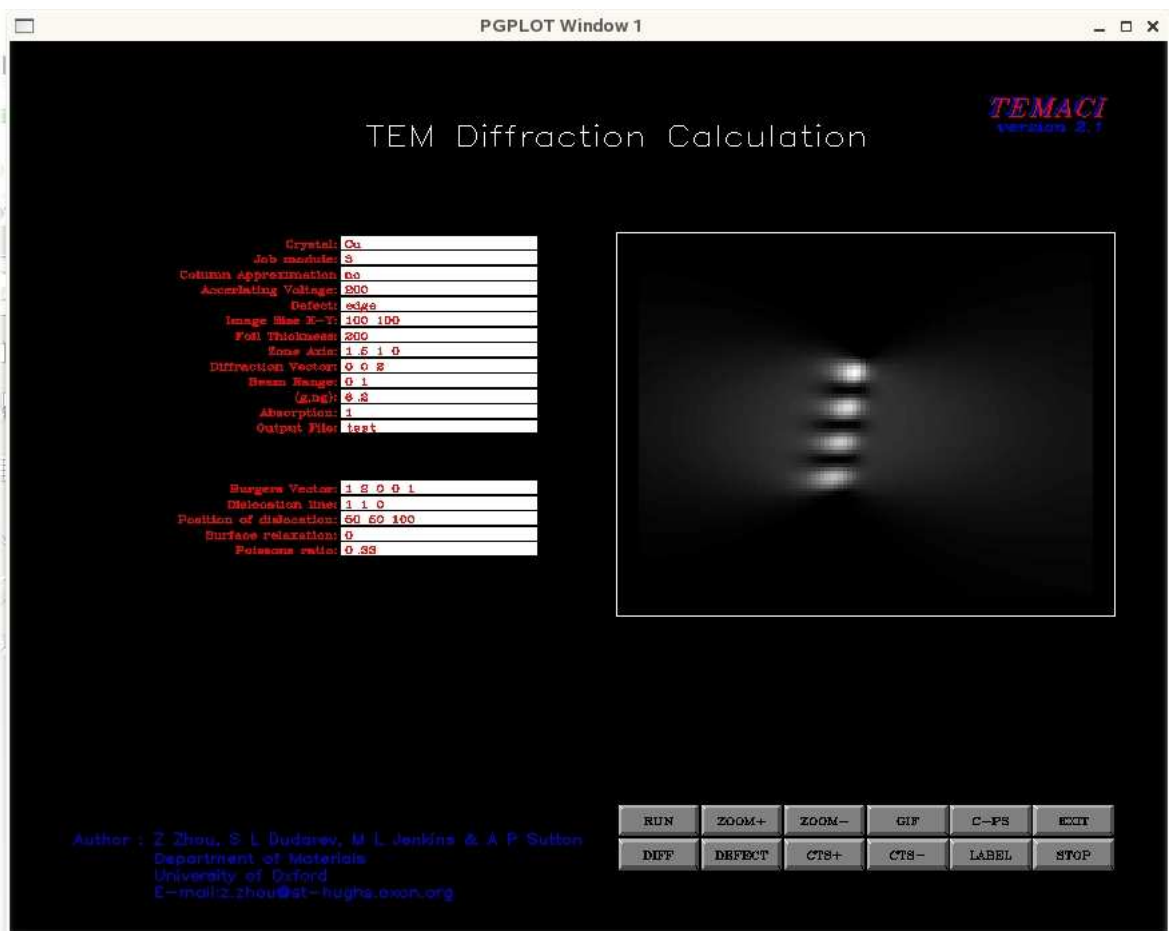 PGPLOT Window 1
TEMACI
version 2.1
TEM Diffraction Calculation
Crystal: Cu
Job module: 3
Column Approximation no
Accerlating Voltage: 200
Defect: edge
Image Size X-Y: 100 100
Foil Thickness: 200
Zone Axis: 1.5 1 0
Diffraction Vector: 0 0 2
Beam Range: 0 1
(g,ng): 6.2
Absorption: 1
Output File: test
Burgers Vector: 1 2 0 0 1
Dislocation line: 1 1 0
Position of dislocation: 50 50 100
Surface relaxation: 0
Poissons ratio: 0.33
RUN ZOOM+ ZOOM- GIF C-PS EXIT
DIFF DEFECT CTS+ CTS- LABEL STOP
Author : Z Zhou, S L Dudarev, M L Jenkins & A P Sutton
Department of Materials
University of Oxford
E-mail:z.zhou@st-hughs.oxon.org